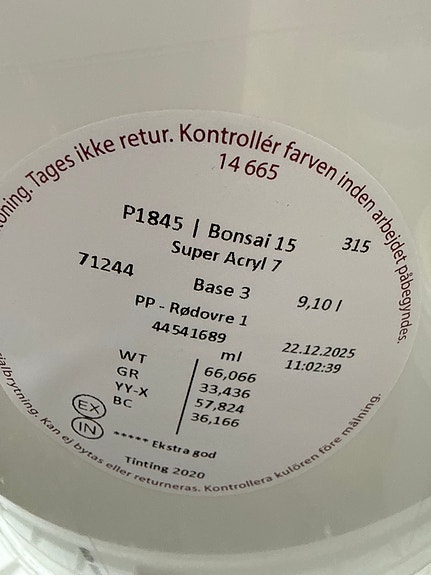 oning. Tages ikke retur. Kontrollér farven inden arbejdet påbegyndes.
14 665
P1845 | Bonsai 15
315
Super Acryl 7
71244
Base 3
9,10 l
PP - Rødovre 1
44541689
22.12.2025
11:02:39
ml
WT 66,066
GR 33,436
YY-X 57,824
BC 36,166
EX
IN
***** Ekstra god
Tinting 2020
ialbrytning. Kan ej bytas eller returneras. Kontrollera kulören före målning.